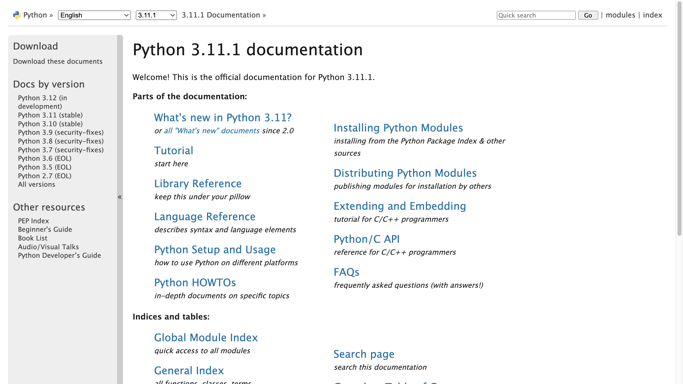 Python » English 3.11.1 3.11.1 Documentation » Quick search Go | modules | index
Download
Download these documents
Docs by version
Python 3.12 (in
development)
Python 3.11 (stable)
Python 3.10 (stable)
Python 3.9 (security-fixes)
Python 3.8 (security-fixes)
Python 3.7 (security-fixes)
Python 3.6 (EOL)
Python 3.5 (EOL)
Python 2.7 (EOL)
All versions
Other resources
PEP Index
Beginner's Guide
Book List
Audio/Visual Talks
Python Developer's Guide
«
Python 3.11.1 documentation
Welcome! This is the official documentation for Python 3.11.1.
Parts of the documentation:
What's new in Python 3.11?
or all "What's new" documents since 2.0
Tutorial
start here
Library Reference
keep this under your pillow
Language Reference
describes syntax and language elements
Python Setup and Usage
how to use Python on different platforms
Python HOWTOs
in-depth documents on specific topics
Installing Python Modules
installing from the Python Package Index & other
sources
Distributing Python Modules
publishing modules for installation by others
Extending and Embedding
tutorial for C/C++ programmers
Python/C API
reference for C/C++ programmers
FAQs
frequently asked questions (with answers!)
Indices and tables:
Global Module Index
quick access to all modules
General Index
all functions, classes, terms
Search page
search this documentation